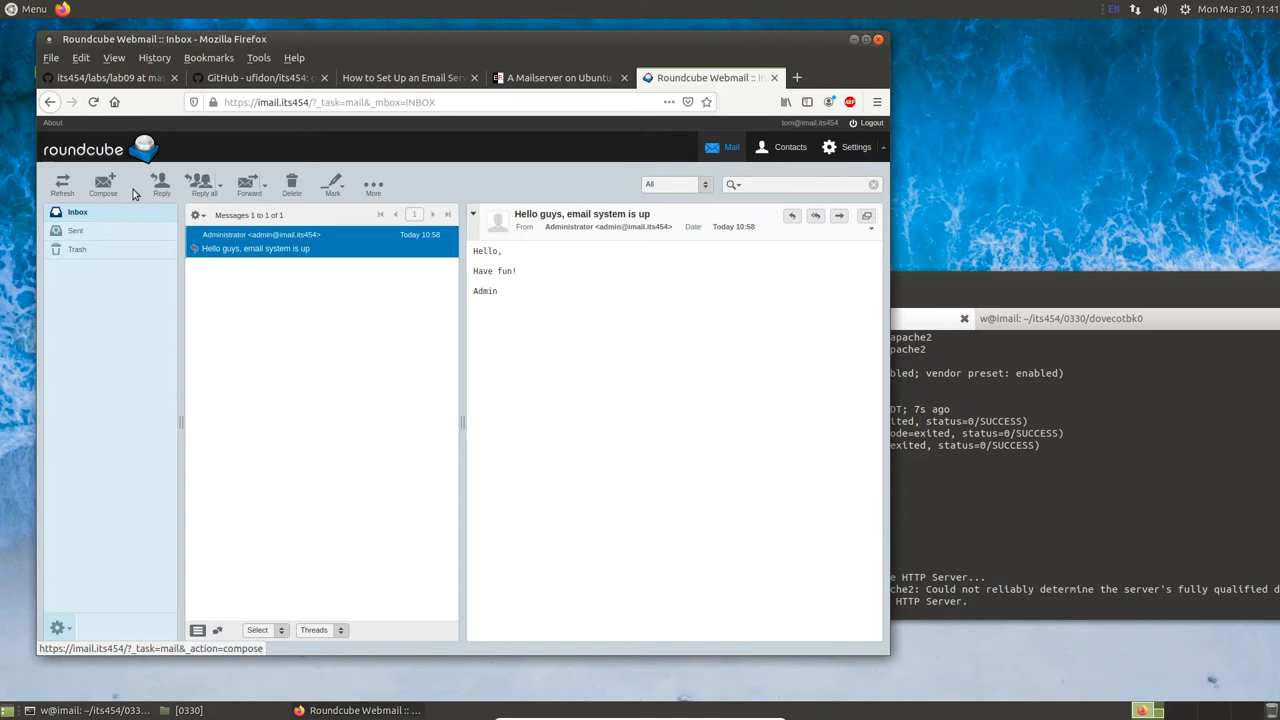 Menu
EN
Mon Mar 30, 11:41
Roundcube Webmail :: Inbox - Mozilla Firefox
File Edit View History Bookmarks Tools Help
its454/labs/lab09 at mas
GitHub - ufidon/its454: c
How to Set Up an Email Serv
A Mailserver on Ubuntu
Roundcube Webmail :: In
https://imail.its454/?_task=mail&_mbox=INBOX
ABP
About
tom@imail.its454 Logout
roundcube
Mail Contacts Settings
Refresh Compose Reply Reply all Forward Delete Mark More
All
Inbox
Sent
Trash
Messages 1 to 1 of 1
1
Administrator <admin@imail.its454> Today 10:58
Hello guys, email system is up
Hello guys, email system is up
From Administrator <admin@imail.its454> Date Today 10:58
Hello,
Have fun!
Admin
Select Threads
https://imail.its454/?_task=mail&_action=compose
w@imail: ~/its454/0330/dovecotbk0
apache2
pache2
bled; vendor preset: enabled)
DT; 7s ago
ited, status=0/SUCCESS)
ode=exited, status=0/SUCCESS)
exited, status=0/SUCCESS)
e HTTP Server...
che2: Could not reliably determine the server's fully qualified d
HTTP Server.
w@imail: ~/its454/033...
[0330]
Roundcube Webmail :: ...